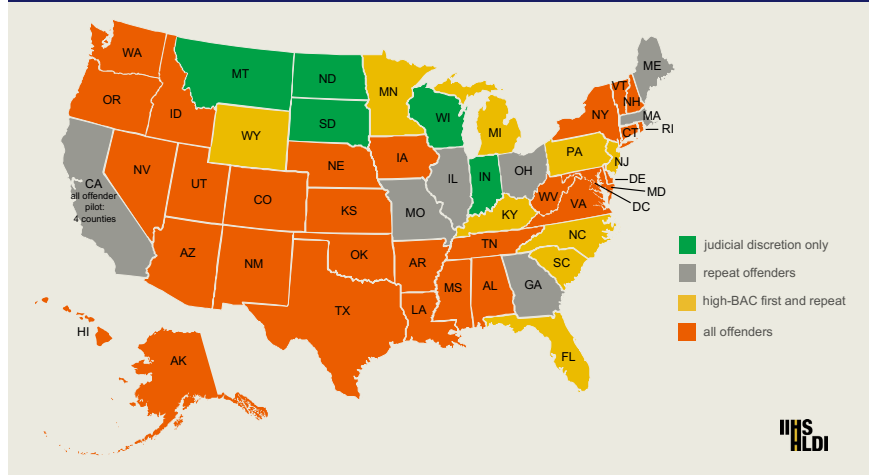 WA
OR
ID
MT
ND
SD
MN
WI
MI
WY
NV
UT
CO
NE
KS
IA
IL
IN
OH
MO
KY
PA
NY
VT
NH
ME
MA
CT
RI
NJ
DE
MD
DC
WV
VA
NC
SC
TN
GA
FL
AL
MS
AR
LA
OK
TX
NM
AZ
CA
all offender
pilot:
4 counties
HI
AK
judicial discretion only
repeat offenders
high-BAC first and repeat
all offenders
IIHS
HLDI